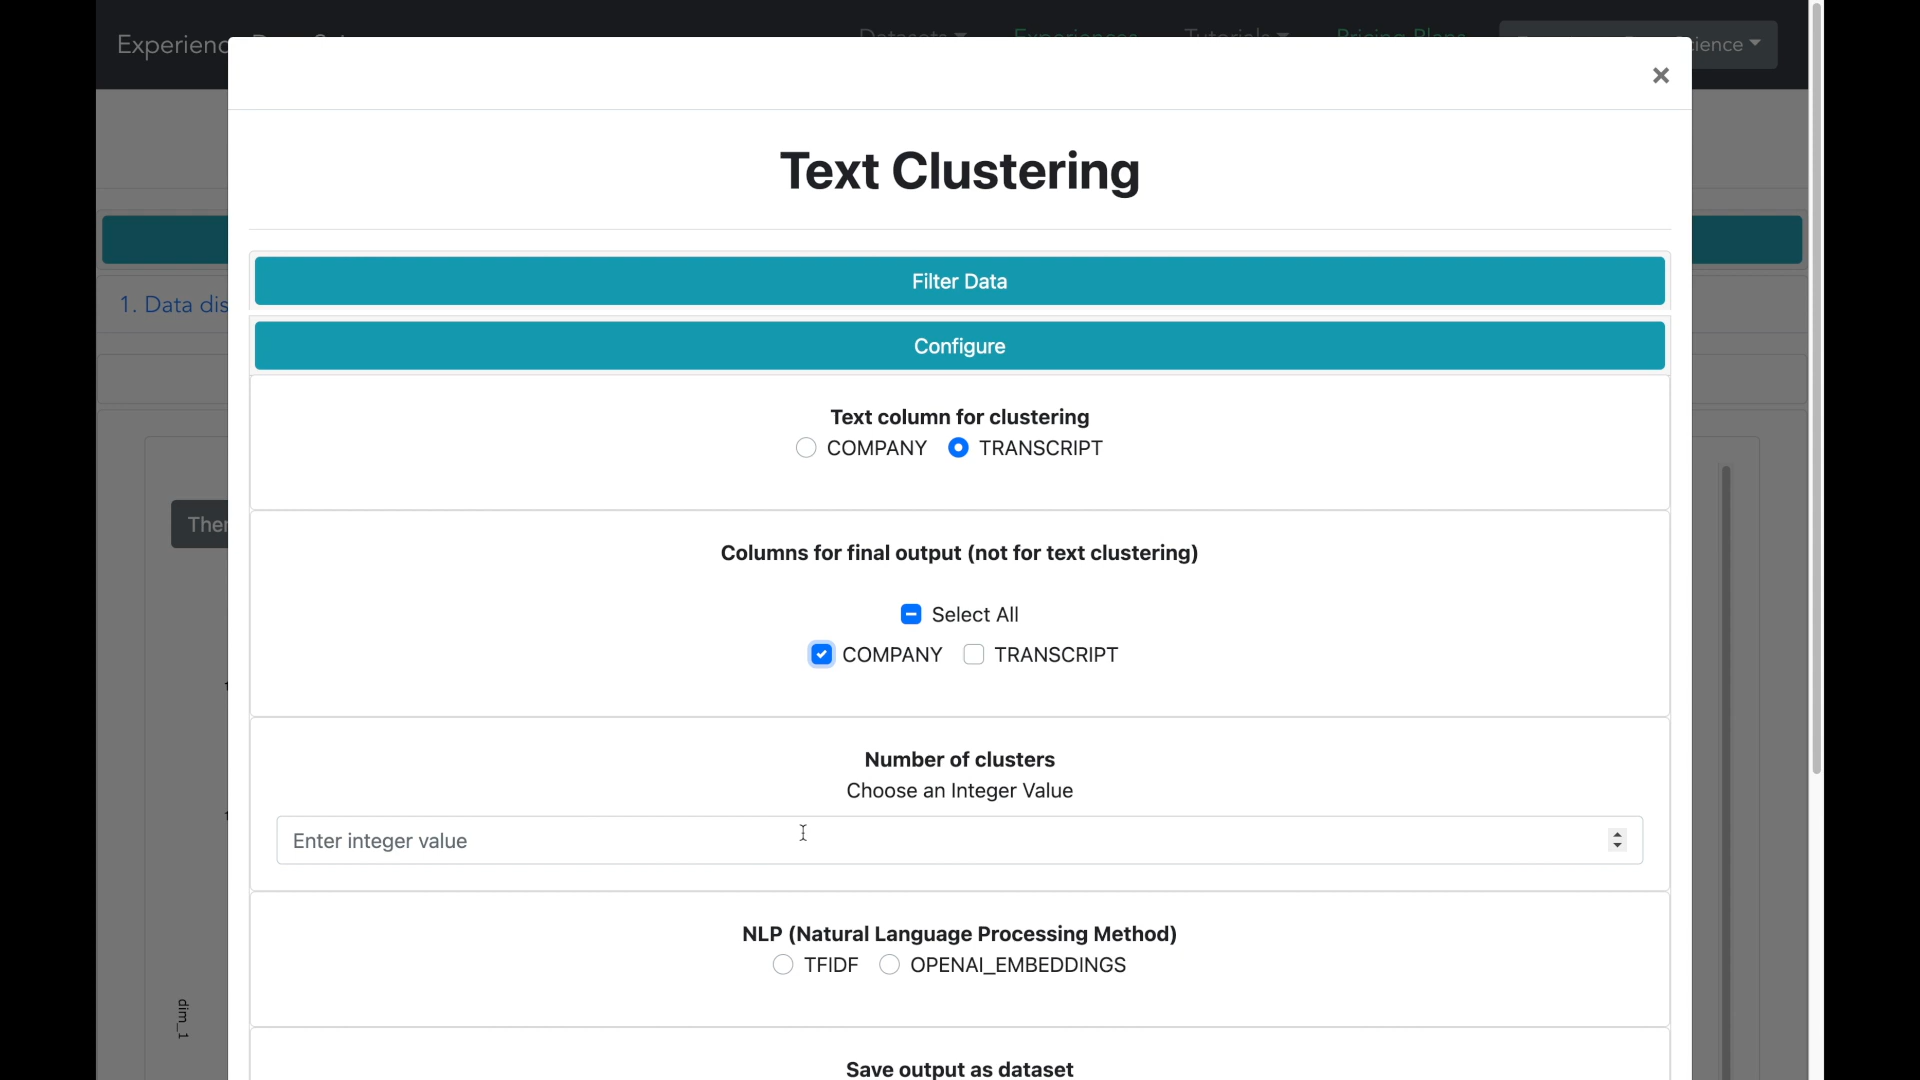 Experienc
ience
×
Text Clustering
Filter Data
1. Data dis
Configure
Text column for clustering
COMPANY TRANSCRIPT
Ther
Columns for final output (not for text clustering)
Select All
COMPANY TRANSCRIPT
Number of clusters
Choose an Integer Value
Enter integer value
NLP (Natural Language Processing Method)
TFIDF OPENAI_EMBEDDINGS
dim_1
Save output as dataset